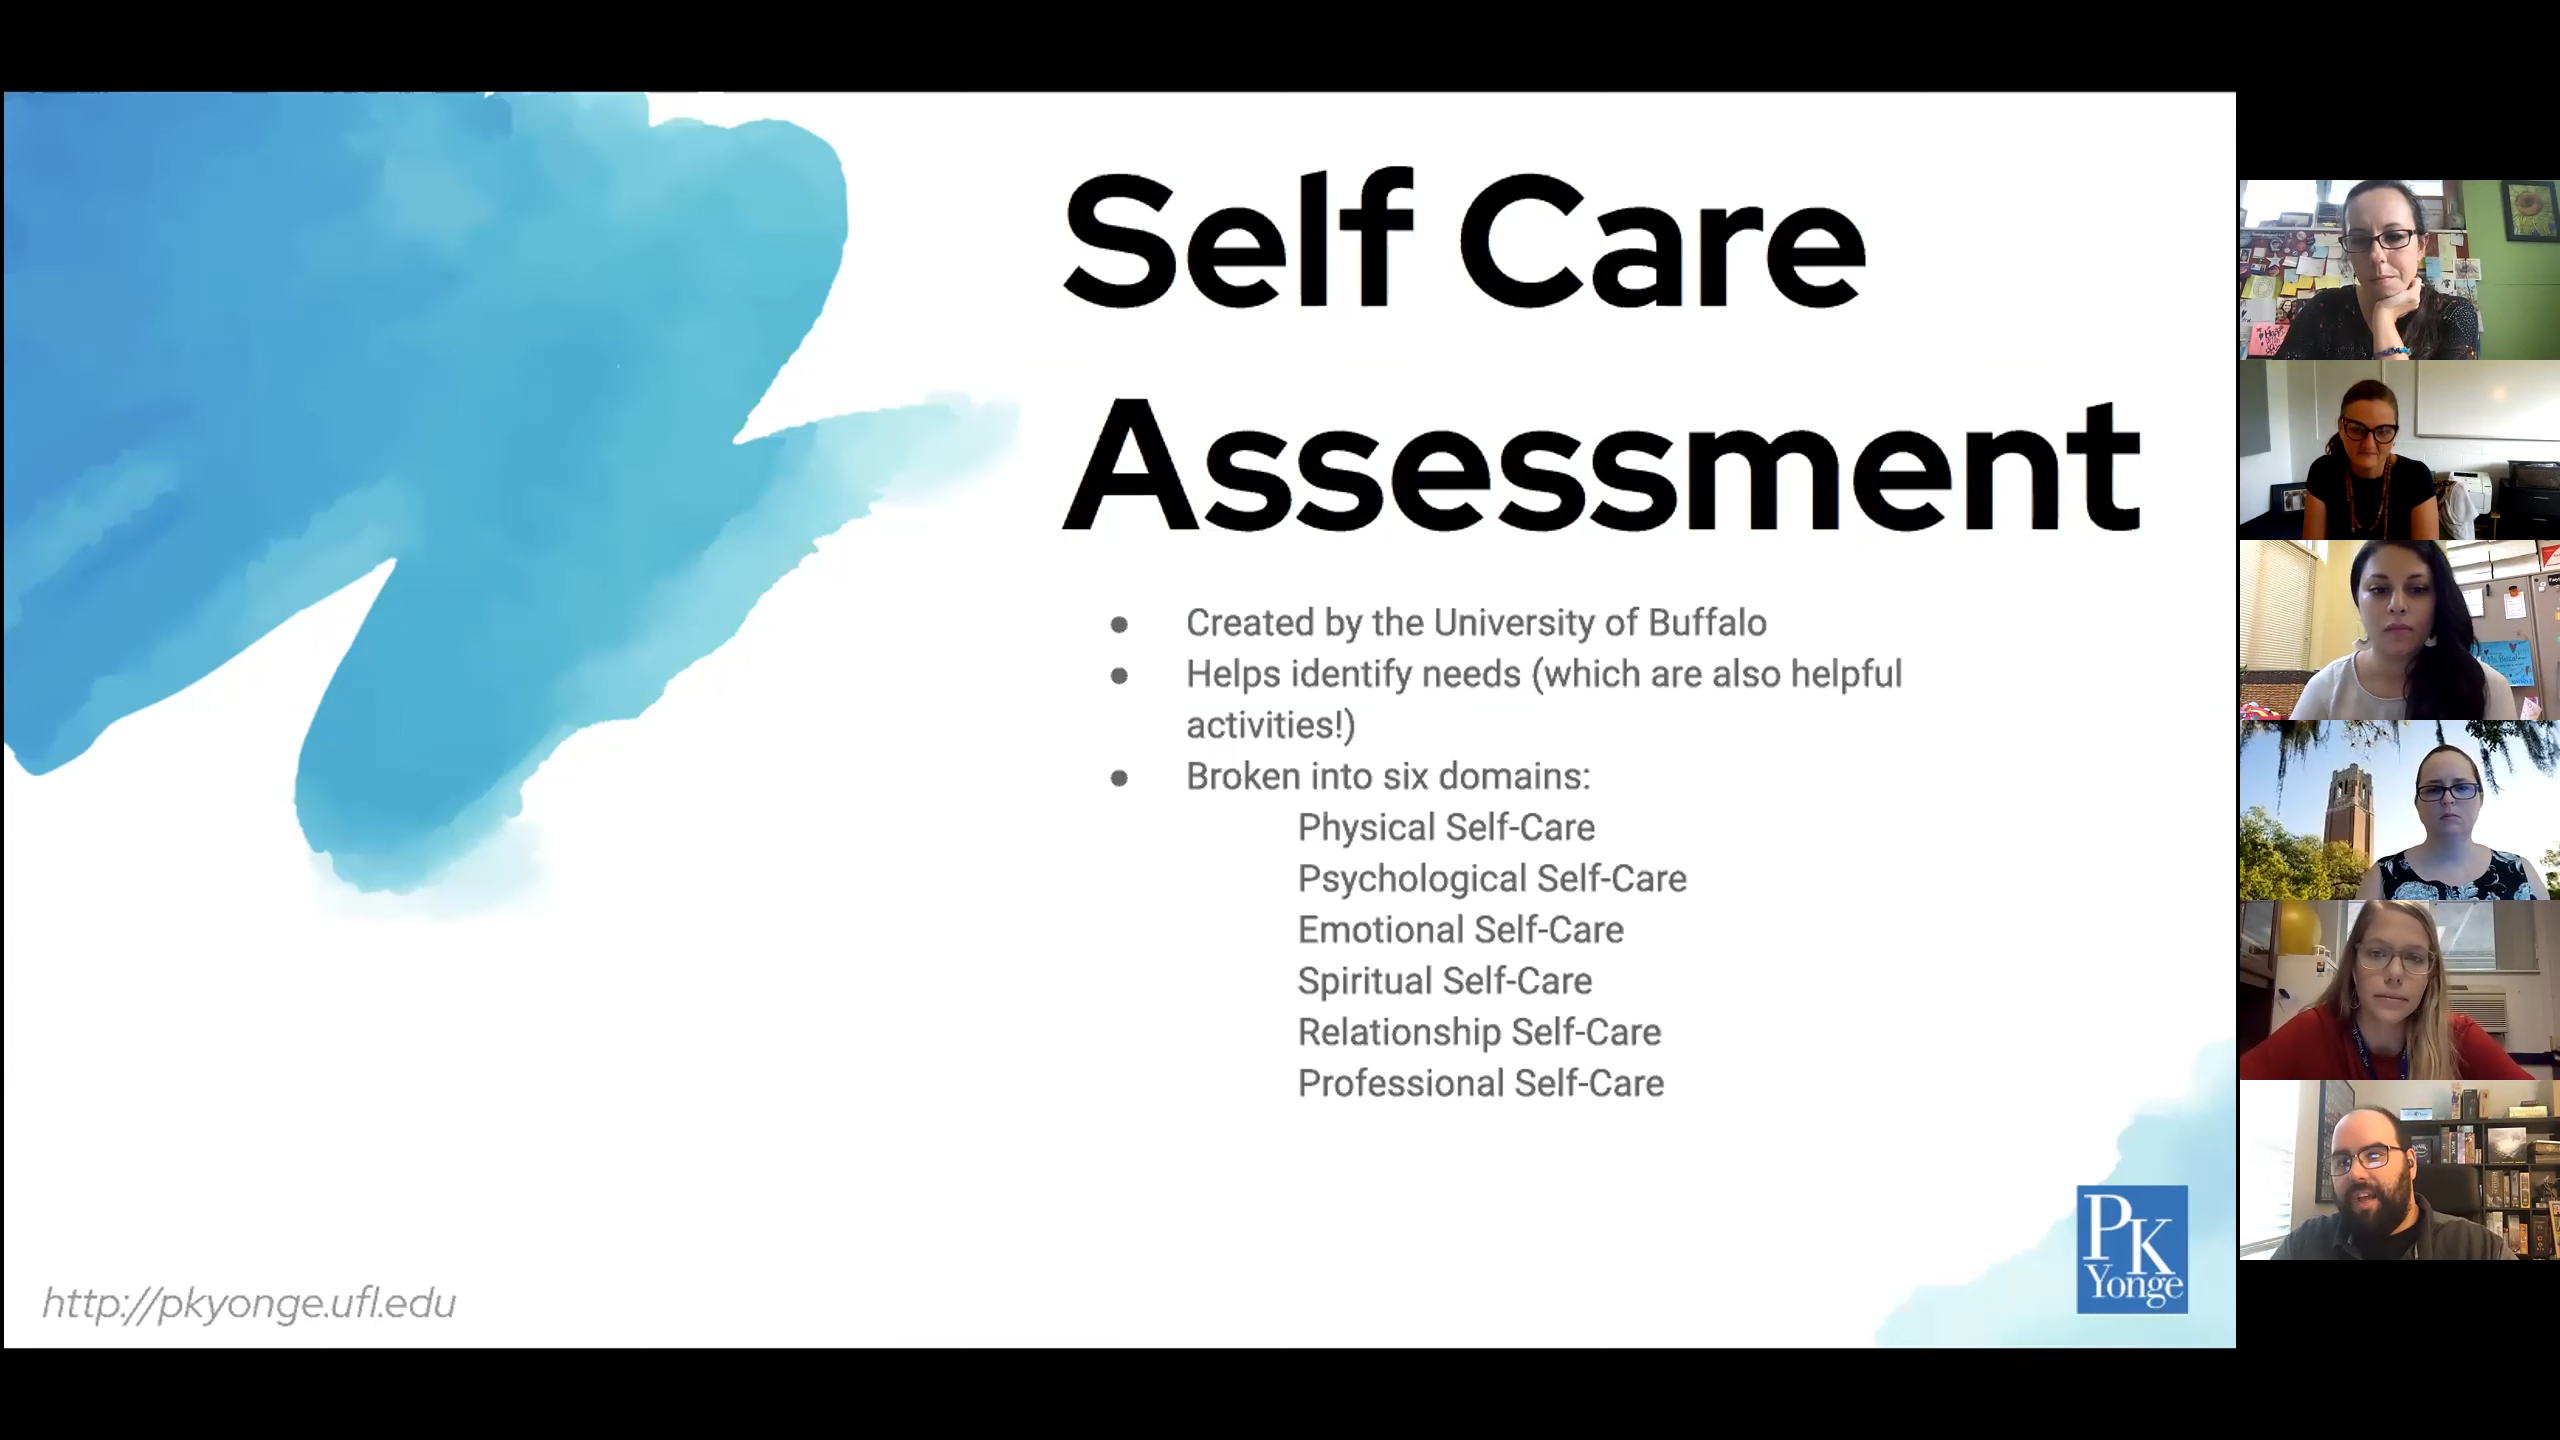 Self Care
Assessment
● Created by the University of Buffalo
● Helps identify needs (which are also helpful
activities!)
● Broken into six domains:
Physical Self-Care
Psychological Self-Care
Emotional Self-Care
Spiritual Self-Care
Relationship Self-Care
Professional Self-Care
http://pkyonge.ufl.edu
PK
Yonge